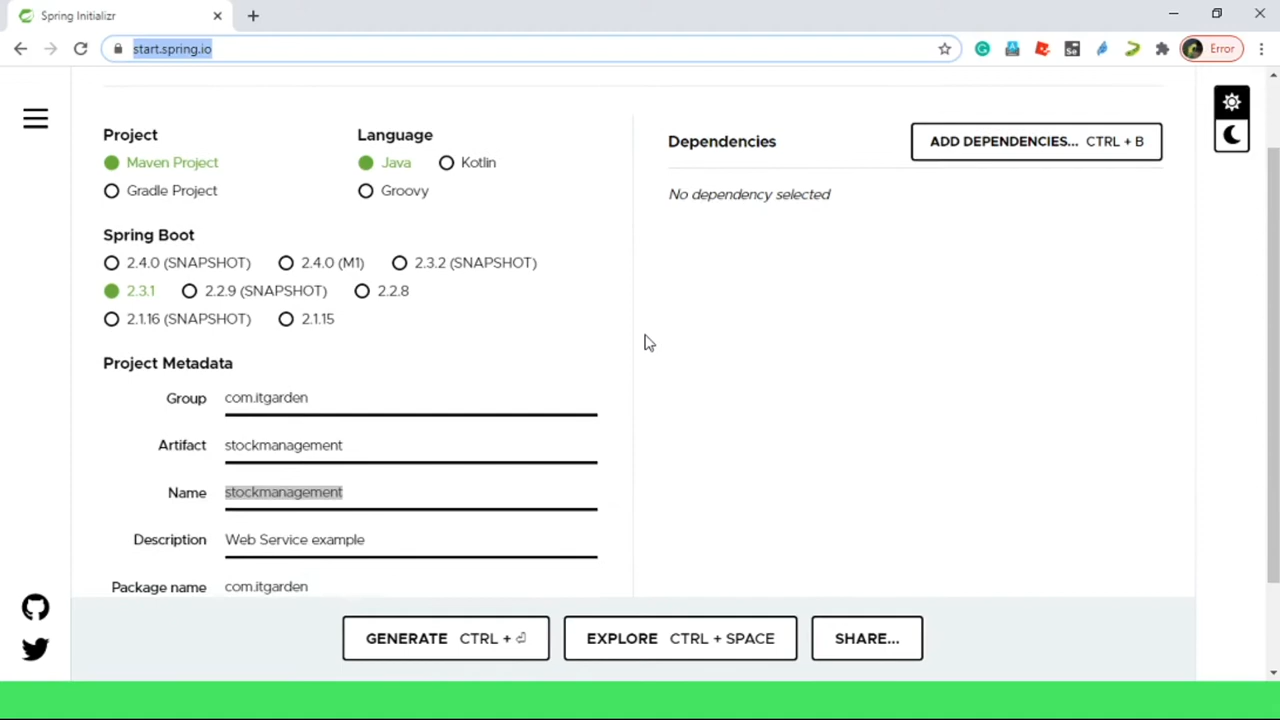 Spring Initializr
start.spring.io
Error
Project
Language
Maven Project
Java
Kotlin
Gradle Project
Groovy
Spring Boot
2.4.0 (SNAPSHOT)
2.4.0 (M1)
2.3.2 (SNAPSHOT)
2.3.1
2.2.9 (SNAPSHOT)
2.2.8
2.1.16 (SNAPSHOT)
2.1.15
Project Metadata
Group com.itgarden
Artifact stockmanagement
Name stockmanagement
Description Web Service example
Package name com.itgarden
Dependencies
ADD DEPENDENCIES... CTRL + B
No dependency selected
GENERATE CTRL + ⏎
EXPLORE CTRL + SPACE
SHARE...